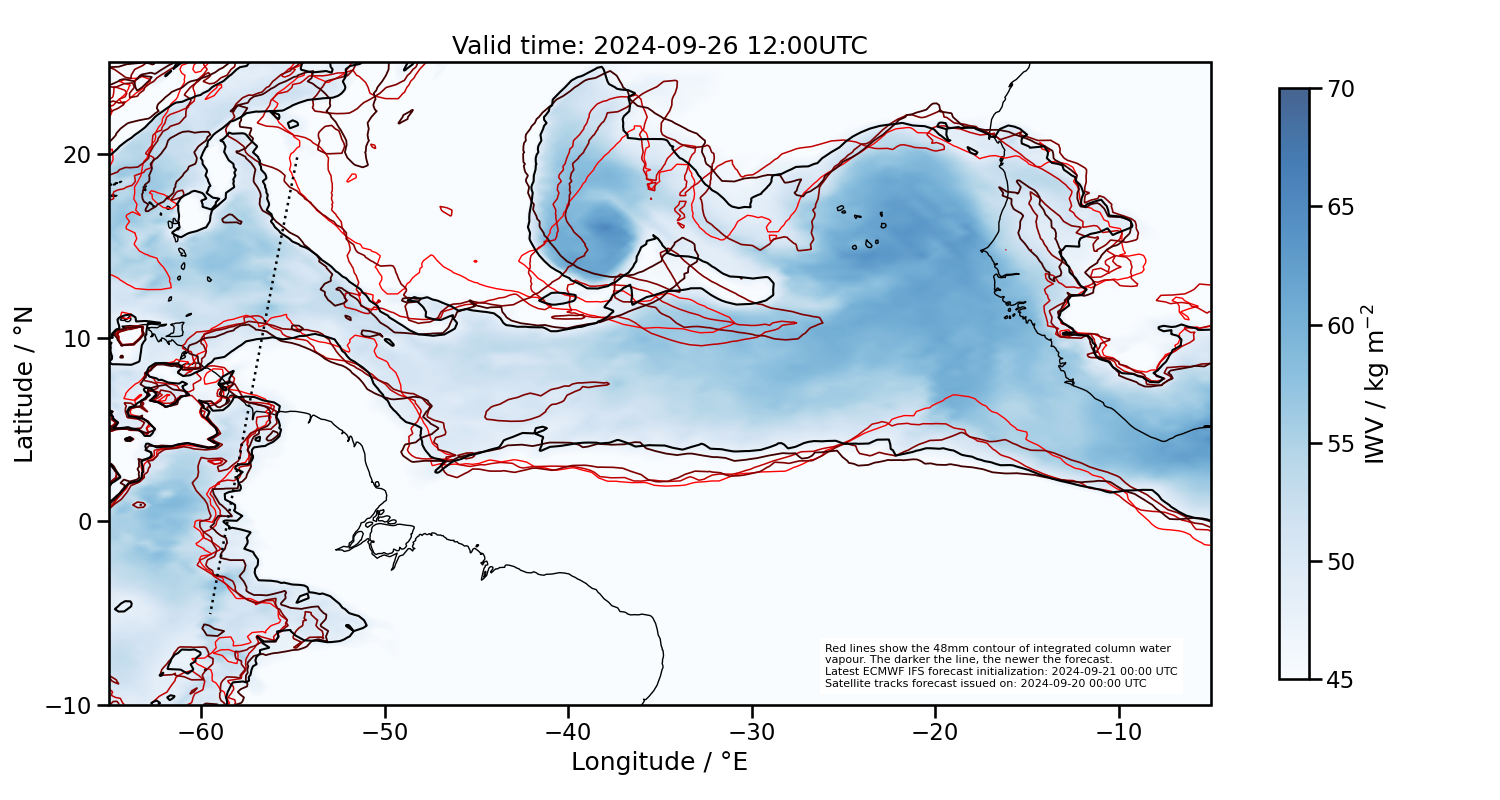 Valid time: 2024-09-26 12:00UTC
70
65
60
55
50
45
IWV / kg m⁻²
20
10
0
−10
Latitude / °N
Red lines show the 48mm contour of integrated column water
vapour. The darker the line, the newer the forecast.
Latest ECMWF IFS forecast initialization: 2024-09-21 00:00 UTC
Satellite tracks forecast issued on: 2024-09-20 00:00 UTC
−60 −50 −40 −30 −20 −10
Longitude / °E